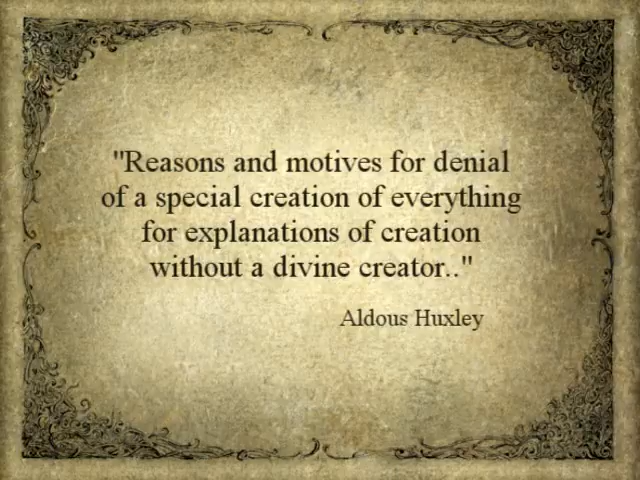 "Reasons and motives for denial
of a special creation of everything
for explanations of creation
without a divine creator.."
Aldous Huxley